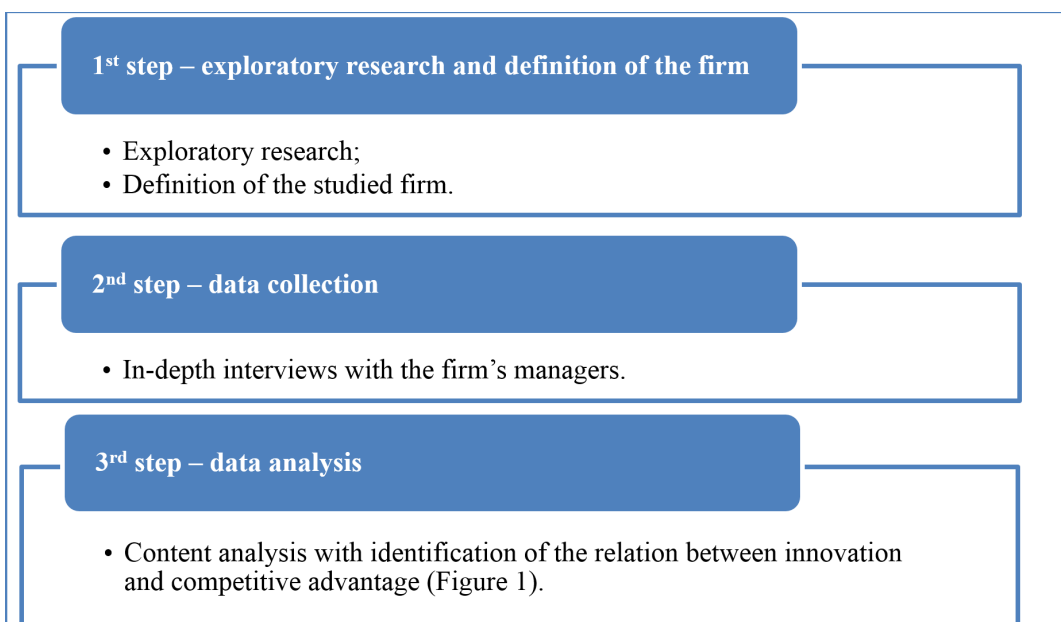 1st step – exploratory research and definition of the firm
• Exploratory research;
• Definition of the studied firm.
2nd step – data collection
• In-depth interviews with the firm’s managers.
3rd step – data analysis
• Content analysis with identification of the relation between innovation
and competitive advantage (Figure 1).